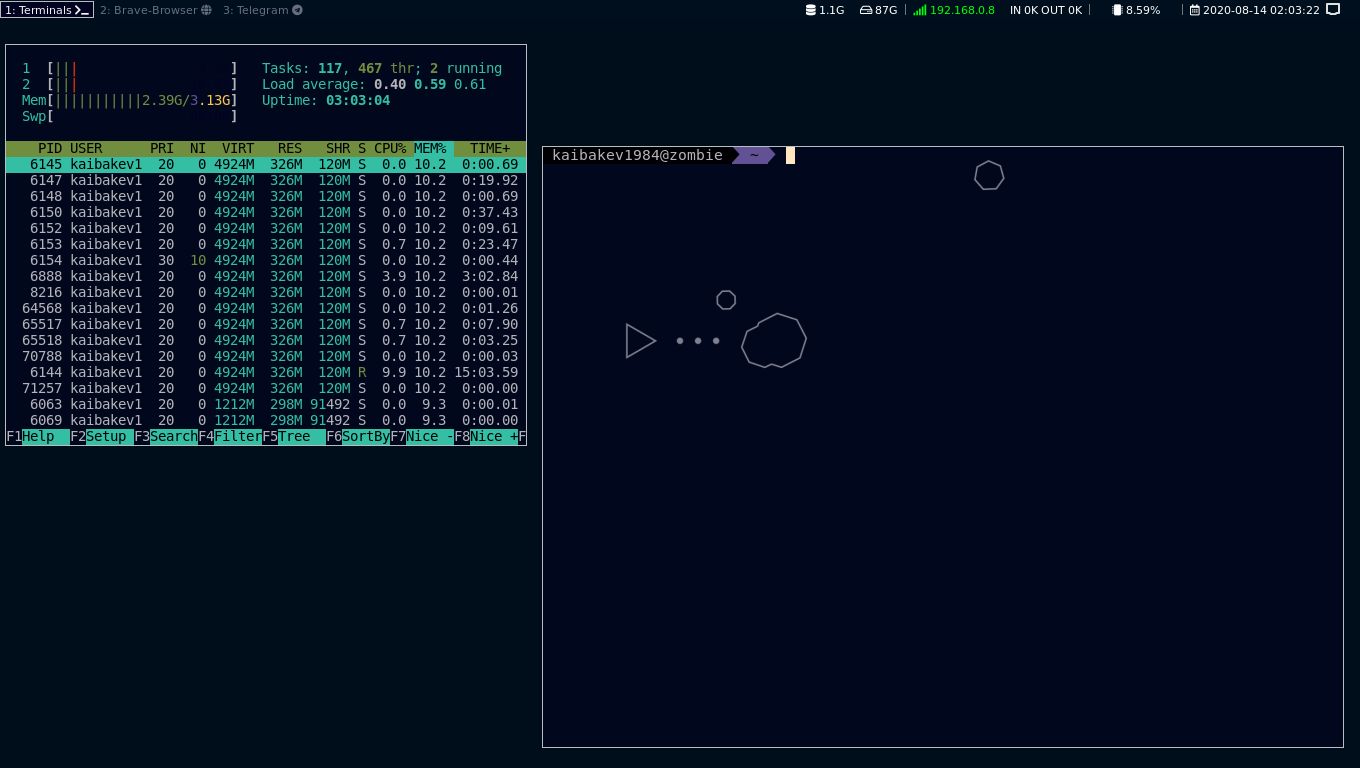 1: Terminals 2: Brave-Browser 3: Telegram 1.1G 87G 192.168.0.8 IN 0K OUT 0K 8.59% 2020-08-14 02:03:22
1 [||| ] Tasks: 117, 467 thr; 2 running
2 [||| ] Load average: 0.40 0.59 0.61
Mem[|||||||||||2.39G/3.13G] Uptime: 03:03:04
Swp[ ]
PID USER PRI NI VIRT RES SHR S CPU% MEM% TIME+
6145 kaibakev1 20 0 4924M 326M 120M S 0.0 10.2 0:00.69
6147 kaibakev1 20 0 4924M 326M 120M S 0.0 10.2 0:19.92
6148 kaibakev1 20 0 4924M 326M 120M S 0.0 10.2 0:00.69
6150 kaibakev1 20 0 4924M 326M 120M S 0.0 10.2 0:37.43
6152 kaibakev1 20 0 4924M 326M 120M S 0.0 10.2 0:09.61
6153 kaibakev1 20 0 4924M 326M 120M S 0.7 10.2 0:23.47
6154 kaibakev1 30 10 4924M 326M 120M S 0.0 10.2 0:00.44
6888 kaibakev1 20 0 4924M 326M 120M S 3.9 10.2 3:02.84
8216 kaibakev1 20 0 4924M 326M 120M S 0.0 10.2 0:00.01
64568 kaibakev1 20 0 4924M 326M 120M S 0.0 10.2 0:01.26
65517 kaibakev1 20 0 4924M 326M 120M S 0.7 10.2 0:07.90
65518 kaibakev1 20 0 4924M 326M 120M S 0.7 10.2 0:03.25
70788 kaibakev1 20 0 4924M 326M 120M S 0.0 10.2 0:00.03
6144 kaibakev1 20 0 4924M 326M 120M R 9.9 10.2 15:03.59
71257 kaibakev1 20 0 4924M 326M 120M S 0.0 10.2 0:00.00
6063 kaibakev1 20 0 1212M 298M 91492 S 0.0 9.3 0:00.01
6069 kaibakev1 20 0 1212M 298M 91492 S 0.0 9.3 0:00.00
F1Help F2Setup F3SearchF4FilterF5Tree F6SortByF7Nice -F8Nice +F
kaibakev1984@zombie ~